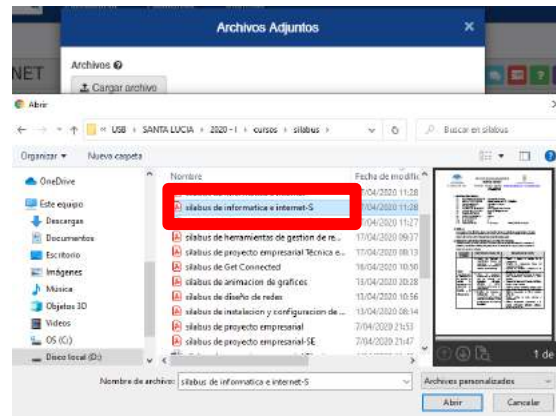 Archivos Adjuntos ×
NET
Archivos
Cargar archivo
Abrir
« USB › SANTA LUCIA › 2020 - I › cursos › silabus ›
Buscar en silabus
Organizar
Nueva carpeta
Nombre
Fecha de modific
OneDrive
Este equipo
Descargas
Documentos
Escritorio
Imágenes
Música
Objetos 3D
Videos
OS (C:)
Disco local (D:)
17/04/2020 11:28
silabus de informatica e internet-S
17/04/2020 11:28
17/04/2020 11:27
silabus de herramientas de gestion de re... 17/04/2020 09:37
silabus de proyecto empresarial Técnica e... 17/04/2020 08:13
silabus de Get Connected 16/04/2020 10:50
silabus de animacion de graficos 13/04/2020 20:28
silabus de diseño de redes 13/04/2020 10:56
silabus de instalacion y configuracion de ... 13/04/2020 08:14
silabus de proyecto empresarial 7/04/2020 21:53
silabus de proyecto empresarial-SE 7/04/2020 21:47
1 de
Nombre de archivo: silabus de informatica e internet-S
Archivos personalizados
Abrir
Cancelar